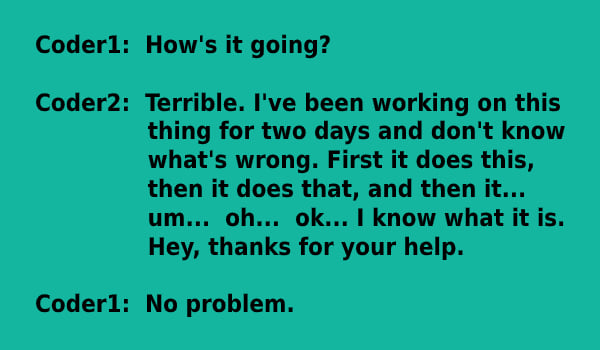 Coder1: How's it going?
Coder2: Terrible. I've been working on this
thing for two days and don't know
what's wrong. First it does this,
then it does that, and then it...
um... oh... ok... I know what it is.
Hey, thanks for your help.
Coder1: No problem.